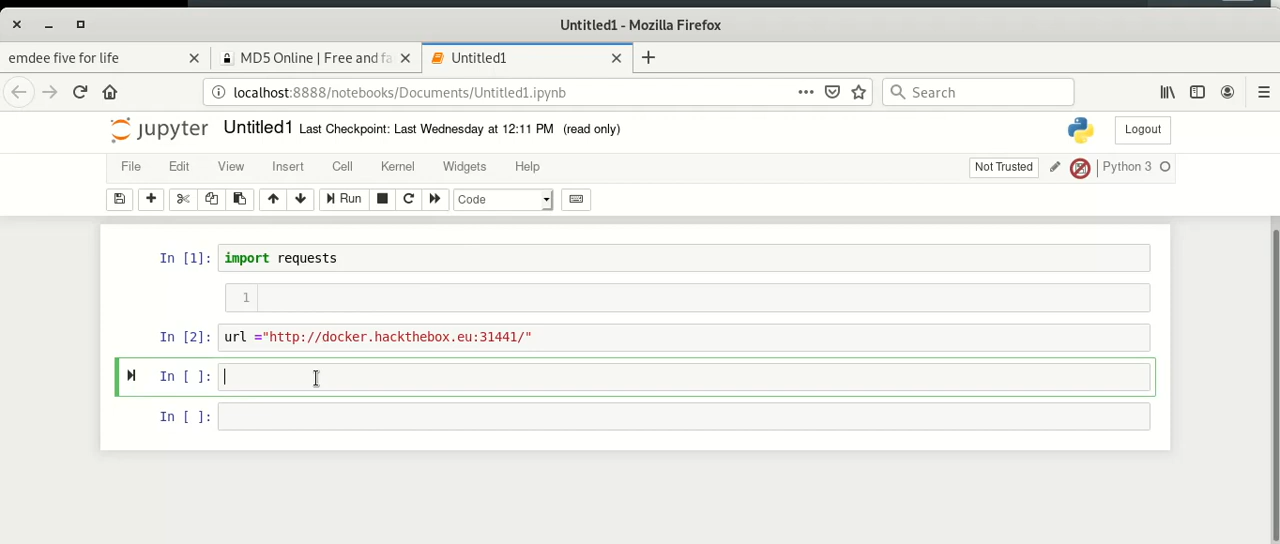 Untitled1 - Mozilla Firefox
emdee five for life
MD5 Online | Free and fa
Untitled1
localhost:8888/notebooks/Documents/Untitled1.ipynb
Search
jupyter Untitled1 Last Checkpoint: Last Wednesday at 12:11 PM (read only)
Logout
File Edit View Insert Cell Kernel Widgets Help
Not Trusted
Python 3
Run
Code
In [1]: import requests
1
In [2]: url ="http://docker.hackthebox.eu:31441/"
In [ ]:
In [ ]: